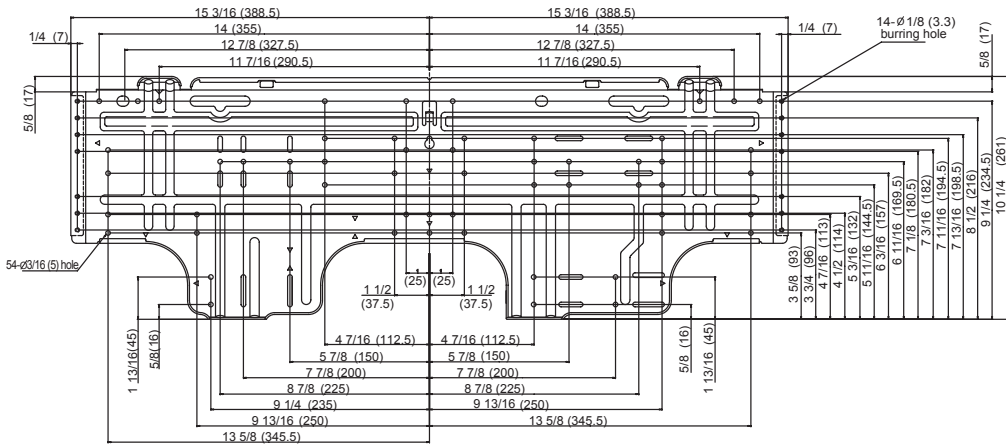 15 3/16 (388.5) 15 3/16 (388.5)
14 (355) 14 (355)
14-Ø 1/8 (3.3)
burring hole
1/4 (7) 1/4 (7)
12 7/8 (327.5) 12 7/8 (327.5)
11 7/16 (290.5) 11 7/16 (290.5)
5/8 (17) 5/8 (17)
54-Ø3/16 (5) hole
3 5/8 (93)
3 3/4 (96)
4 7/16 (113)
4 1/2 (114)
5 3/16 (132)
5 11/16 (144.5)
6 3/16 (157)
6 11/16 (169.5)
7 1/8 (180.5)
7 3/16 (182)
7 11/16 (194.5)
7 13/16 (198.5)
8 1/2 (216)
9 1/4 (234.5)
10 1/4 (261)
1 1
(25) (25)
1 1/2 1 1/2
(37.5) (37.5)
1 13/16(45)
5/8(16)
5/8 (16)
1 13/16 (45)
4 7/16 (112.5) 4 7/16 (112.5)
5 7/8 (150) 5 7/8 (150)
7 7/8 (200) 7 7/8 (200)
8 7/8 (225) 8 7/8 (225)
9 1/4 (235) 9 13/16 (250)
9 13/16 (250) 13 5/8 (345.5)
13 5/8 (345.5)